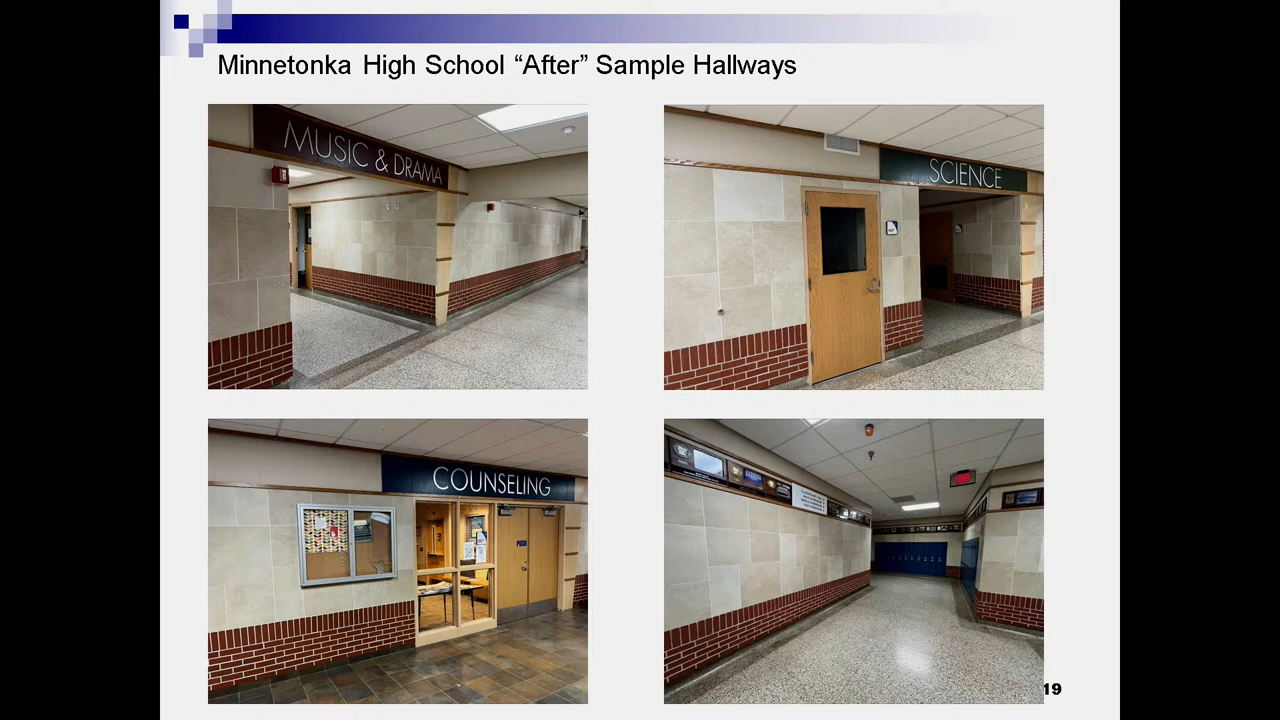 Minnetonka High School “After” Sample Hallways
MUSIC & DRAMA
SCIENCE
COUNSELING
19